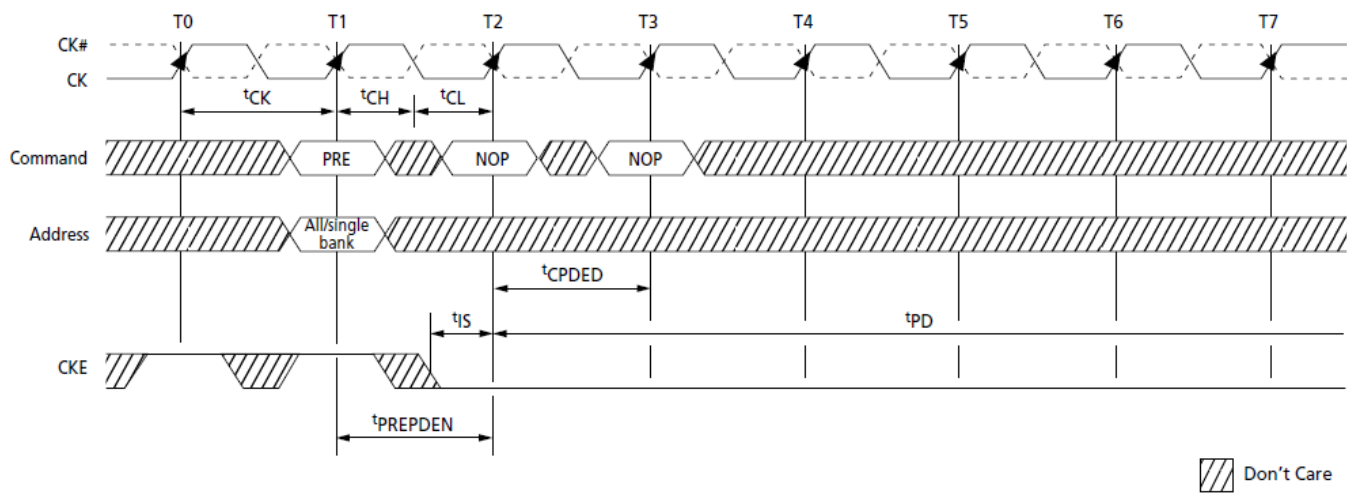 T0 T1 T2 T3 T4 T5 T6 T7
CK#
CK
tCK tCH tCL
Command PRE NOP NOP
Address All/single
bank
tCPDED
tIS tPD
CKE
tPREPDEN
Don't Care